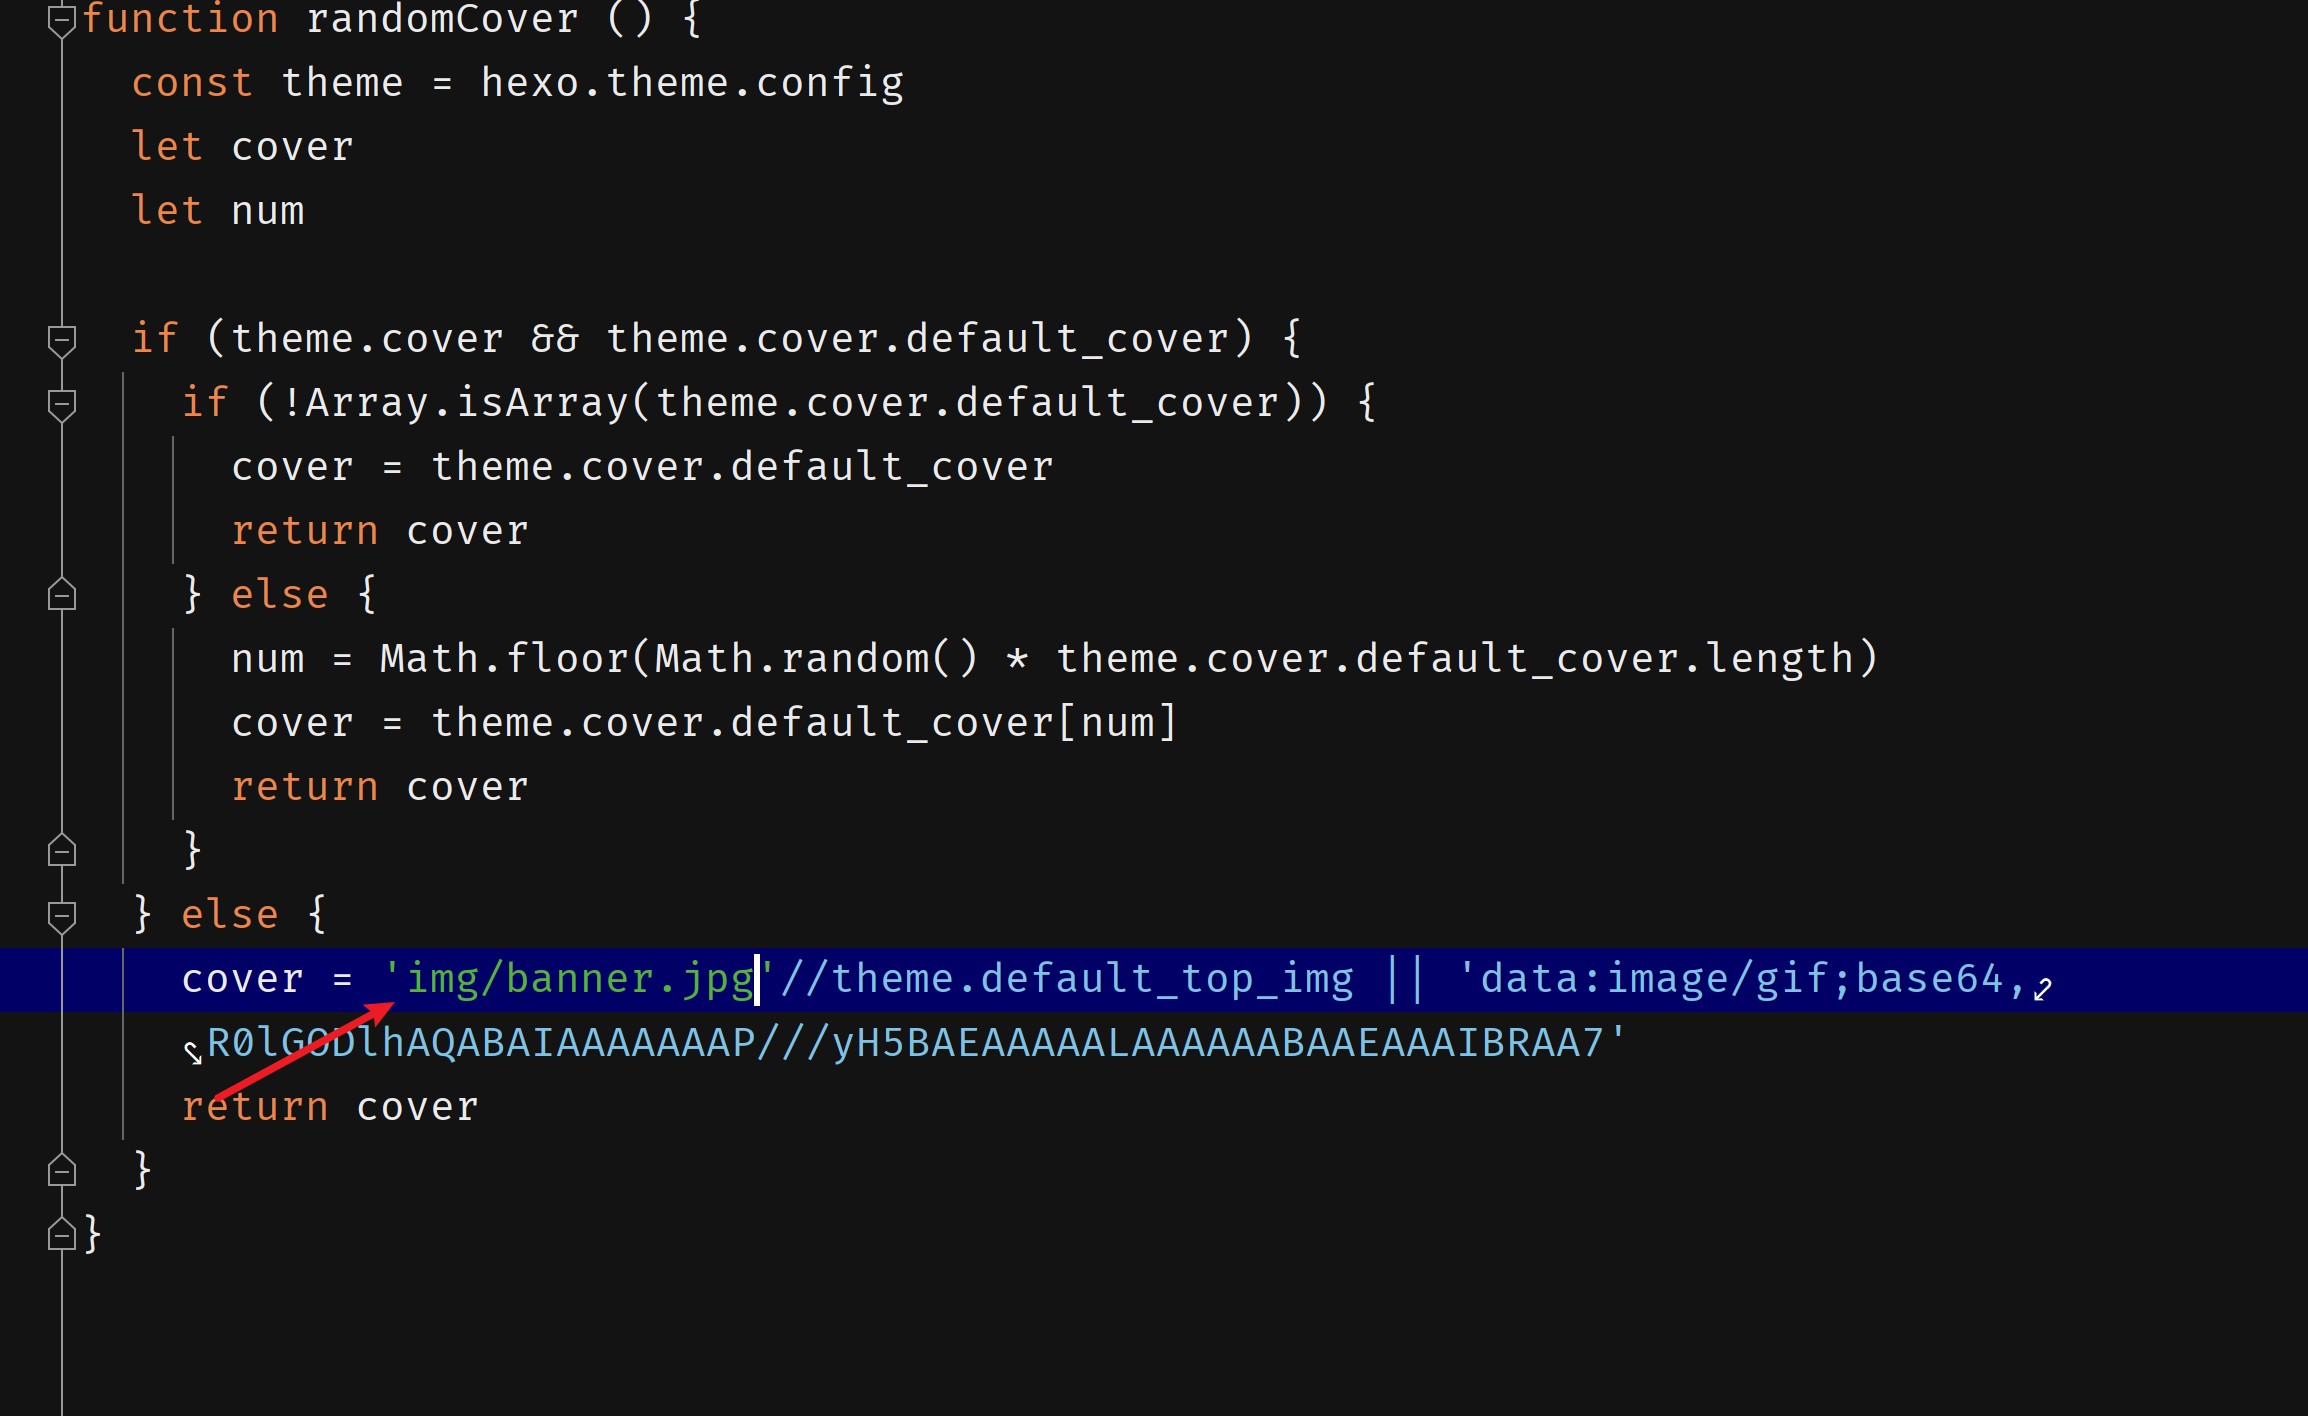 function randomCover () {
  const theme = hexo.theme.config
  let cover
  let num

  if (theme.cover && theme.cover.default_cover) {
    if (!Array.isArray(theme.cover.default_cover)) {
      cover = theme.cover.default_cover
      return cover
    } else {
      num = Math.floor(Math.random() * theme.cover.default_cover.length)
      cover = theme.cover.default_cover[num]
      return cover
    }
  } else {
    cover = 'img/banner.jpg'//theme.default_top_img || 'data:image/gif;base64,
    R0lGODlhAQABAIAAAAAAAP///yH5BAEAAAAALAAAAAABAAEAAAIBRAA7'
    return cover
  }
}